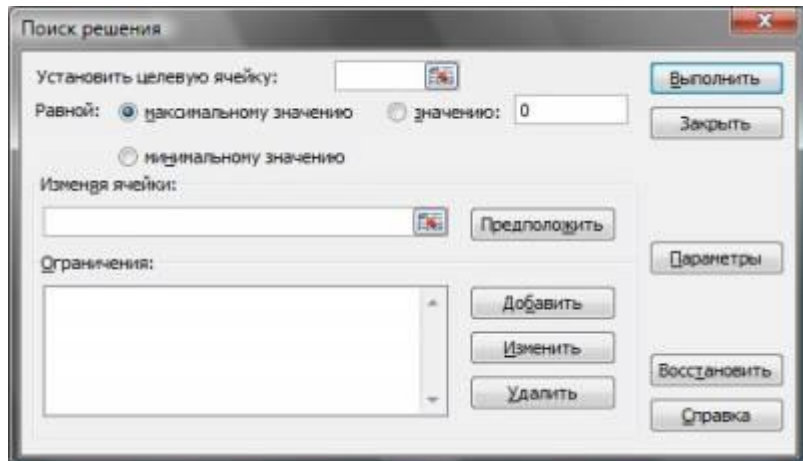 Поиск решения
Установить целевую ячейку:
Выполнить
Равной: максимальному значению значению: 0
Закрыть
минимальному значению
Изменяя ячейки:
Предположить
Параметры
Ограничения:
Добавить
Изменить
Восстановить
Удалить
Справка